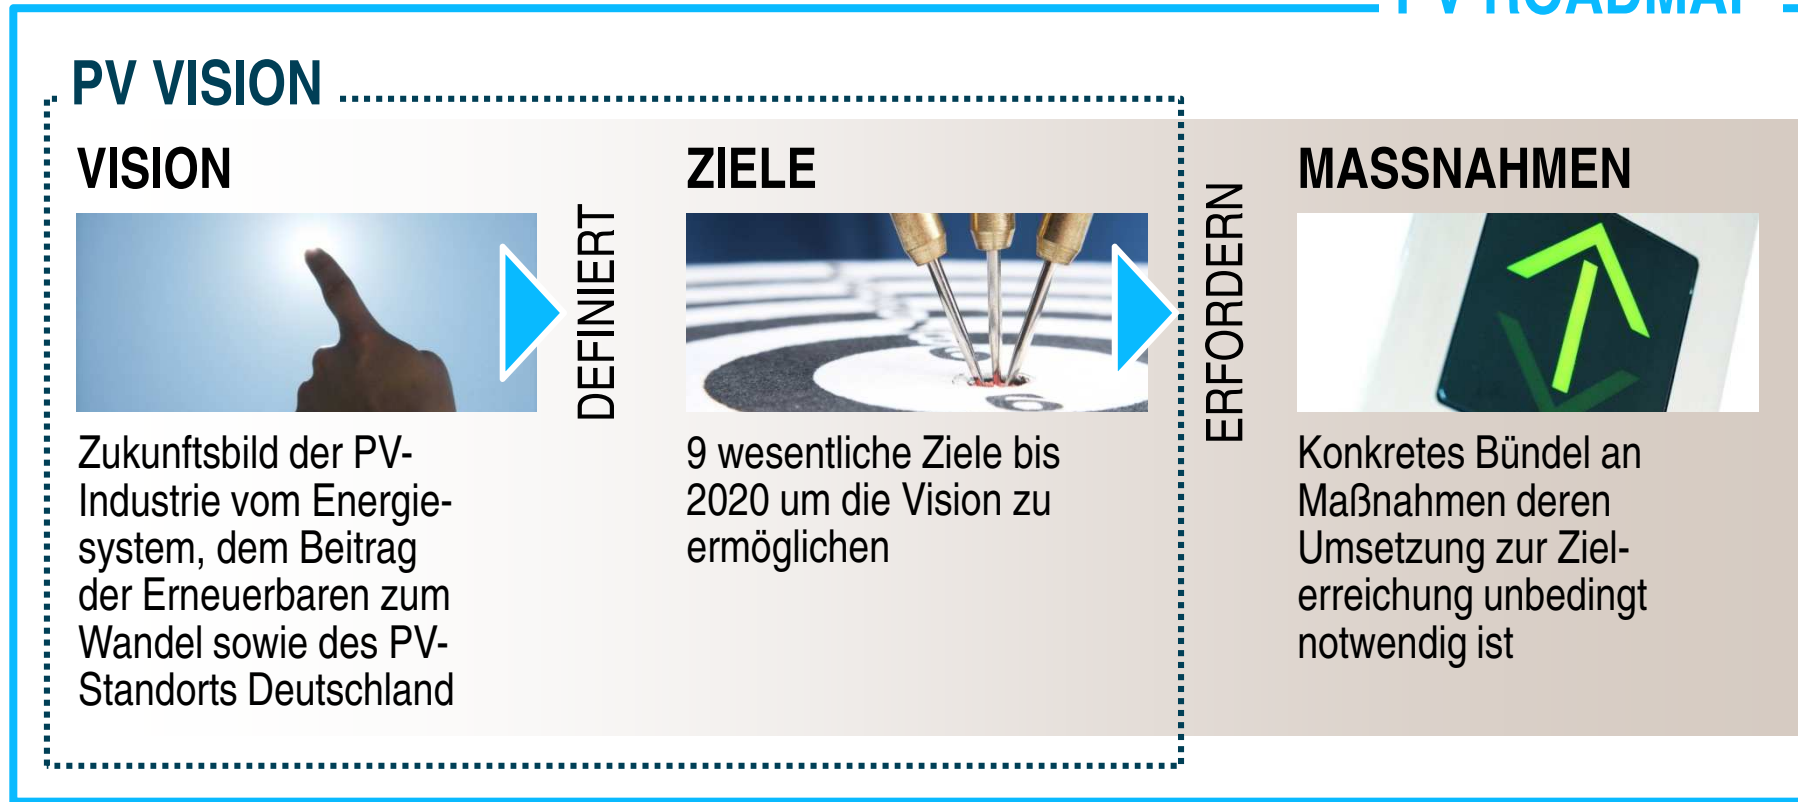 PV ROADMAP
PV VISION
VISION
DEFINIERT
ZIELE
ERFORDERN
MASSNAHMEN
Zukunftsbild der PV-
Industrie vom Energie-
system, dem Beitrag
der Erneuerbaren zum
Wandel sowie des PV-
Standorts Deutschland
9 wesentliche Ziele bis
2020 um die Vision zu
ermöglichen
Konkretes Bündel an
Maßnahmen deren
Umsetzung zur Ziel-
erreichung unbedingt
notwendig ist